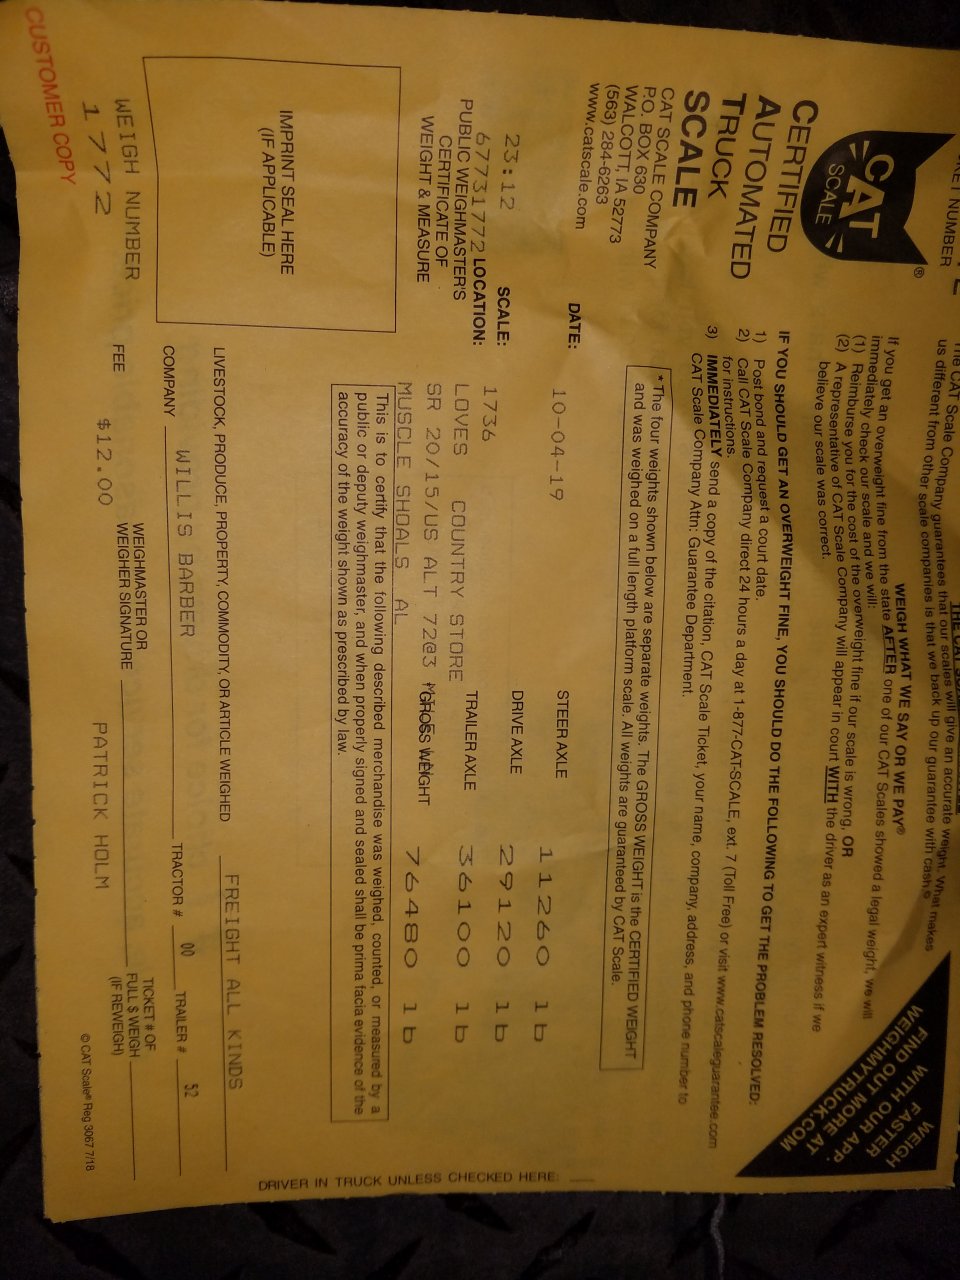 KET NUMBER
CAT
SCALE
®
CERTIFIED
AUTOMATED
TRUCK
SCALE
CAT SCALE COMPANY
P.O. BOX 630
WALCOTT, IA 52773
(563) 284-6263
www.catscale.com
The CAT Scale Company guarantees that our scales will give an accurate weight. What makes
us different from other scale companies is that we back up our guarantee with cash.®
WEIGH WHAT WE SAY OR WE PAY®
If you get an overweight fine from the state AFTER one of our CAT Scales showed a legal weight, we will
immediately check our scale and we will:
(1) Reimburse you for the cost of the overweight fine if our scale is wrong, OR
(2) A representative of CAT Scale Company will appear in court WITH the driver as an expert witness if we
believe our scale was correct.
IF YOU SHOULD GET AN OVERWEIGHT FINE, YOU SHOULD DO THE FOLLOWING TO GET THE PROBLEM RESOLVED:
1) Post bond and request a court date.
2) Call CAT Scale Company direct 24 hours a day at 1-877-CAT-SCALE, ext. 7 (Toll Free) or visit www.catscaleguarantee.com
for instructions.
3) IMMEDIATELY send a copy of the citation, CAT Scale Ticket, your name, company, address, and phone number to
CAT Scale Company Attn: Guarantee Department.
WEIGH
FASTER
WITH OUR APP.
FIND OUT MORE AT
WEIGHMYTRUCK.COM
* The four weights shown below are separate weights. The GROSS WEIGHT is the CERTIFIED WEIGHT
and was weighed on a full length platform scale. All weights are guaranteed by CAT Scale.
DATE: 10-04-19
STEER AXLE 11260 lb
23:12
SCALE: 1736
DRIVE AXLE 29120 lb
67731772 LOCATION: LOVES COUNTRY STORE
TRAILER AXLE 36100 lb
SR 20/15/US ALT 72@3
GROSS WEIGHT 76480 lb
MUSCLE SHOALS AL
PUBLIC WEIGHMASTER'S
CERTIFICATE OF
WEIGHT & MEASURE
This is to certify that the following described merchandise was weighed, counted, or measured by a
public or deputy weighmaster, and when properly signed and sealed shall be prima facia evidence of the
accuracy of the weight shown as prescribed by law.
IMPRINT SEAL HERE
(IF APPLICABLE)
DRIVER IN TRUCK UNLESS CHECKED HERE:
LIVESTOCK, PRODUCE, PROPERTY, COMMODITY, OR ARTICLE WEIGHED FREIGHT ALL KINDS
COMPANY WILLIS BARBER TRACTOR # 00 TRAILER # 52
WEIGH NUMBER
1772
FEE $12.00
WEIGHMASTER OR
WEIGHER SIGNATURE PATRICK HOLM
TICKET # OF
FULL $ WEIGH
(IF REWEIGH)
© CAT Scale® Reg 3067 7/18
CUSTOMER COPY